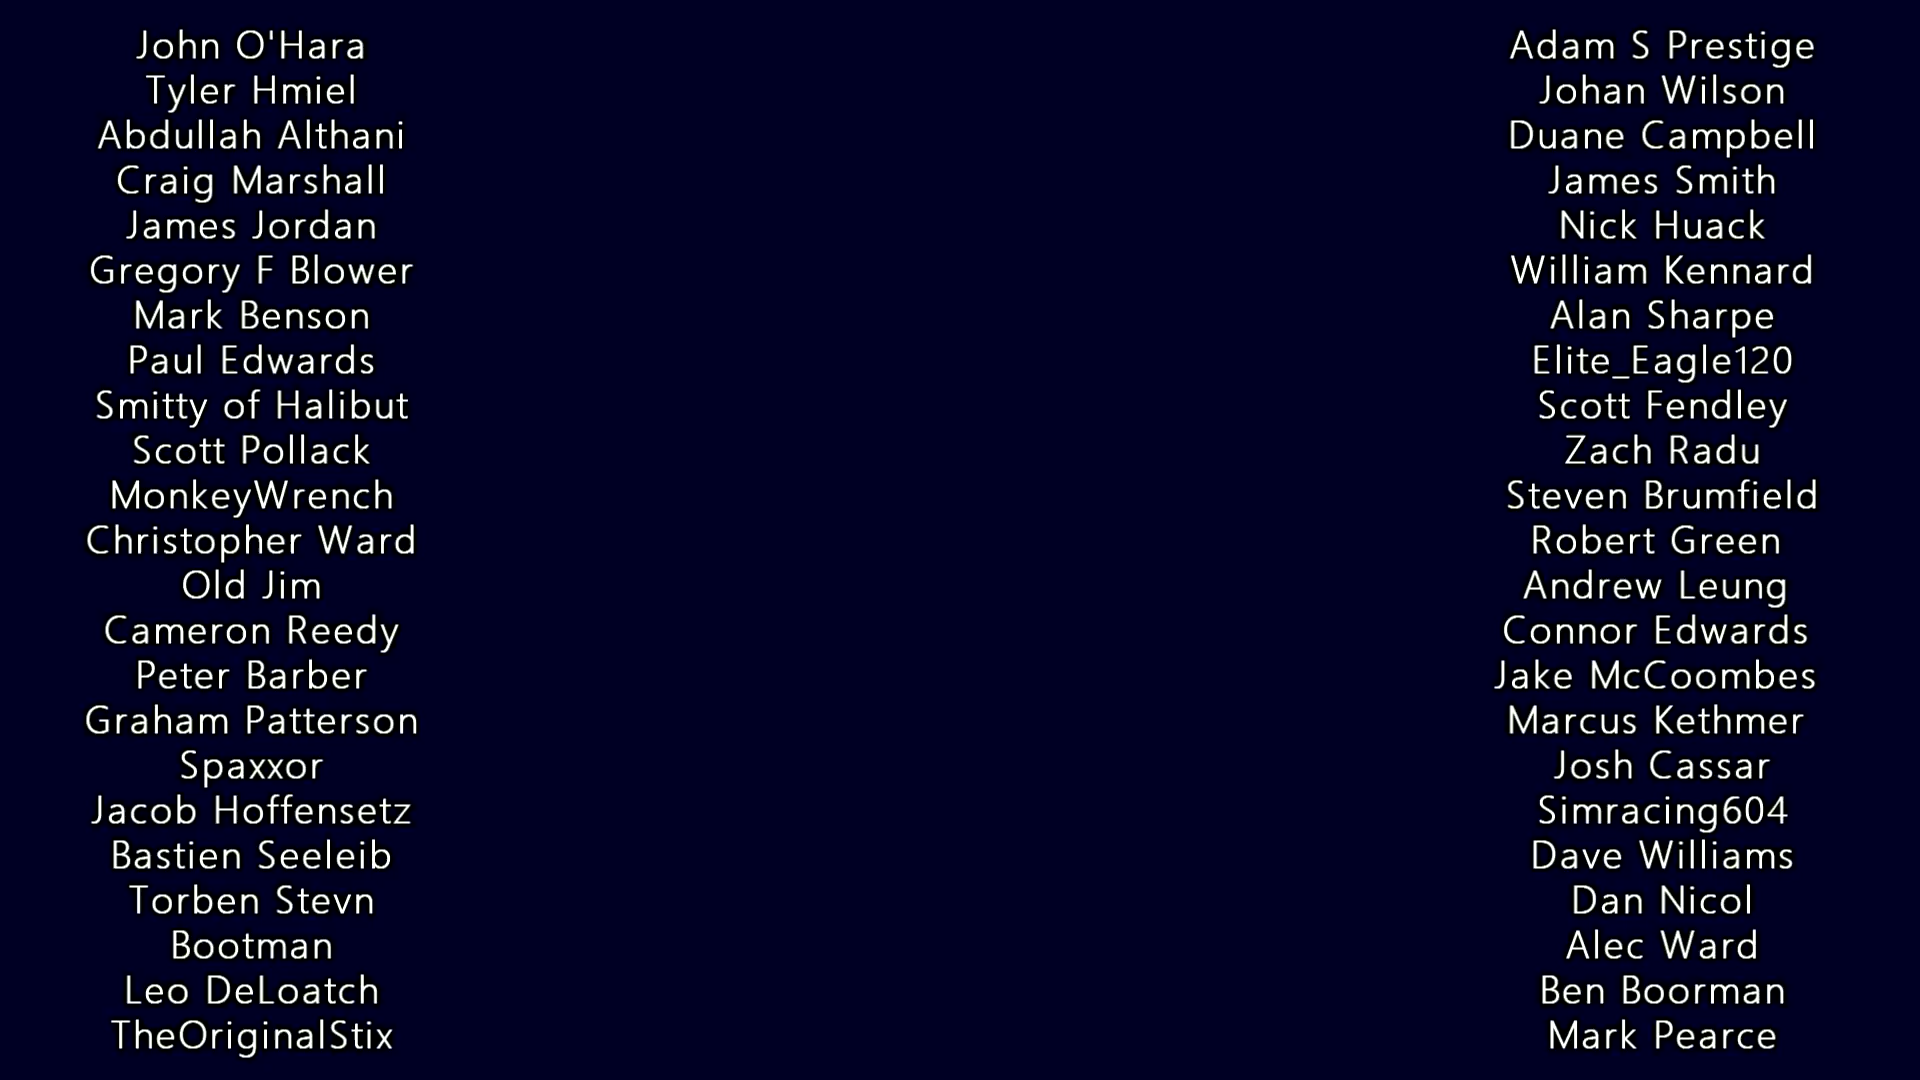 John O'Hara
Tyler Hmiel
Abdullah Althani
Craig Marshall
James Jordan
Gregory F Blower
Mark Benson
Paul Edwards
Smitty of Halibut
Scott Pollack
MonkeyWrench
Christopher Ward
Old Jim
Cameron Reedy
Peter Barber
Graham Patterson
Spaxxor
Jacob Hoffensetz
Bastien Seeleib
Torben Stevn
Bootman
Leo DeLoatch
TheOriginalStix
Adam S Prestige
Johan Wilson
Duane Campbell
James Smith
Nick Huack
William Kennard
Alan Sharpe
Elite_Eagle120
Scott Fendley
Zach Radu
Steven Brumfield
Robert Green
Andrew Leung
Connor Edwards
Jake McCoombes
Marcus Kethmer
Josh Cassar
Simracing604
Dave Williams
Dan Nicol
Alec Ward
Ben Boorman
Mark Pearce